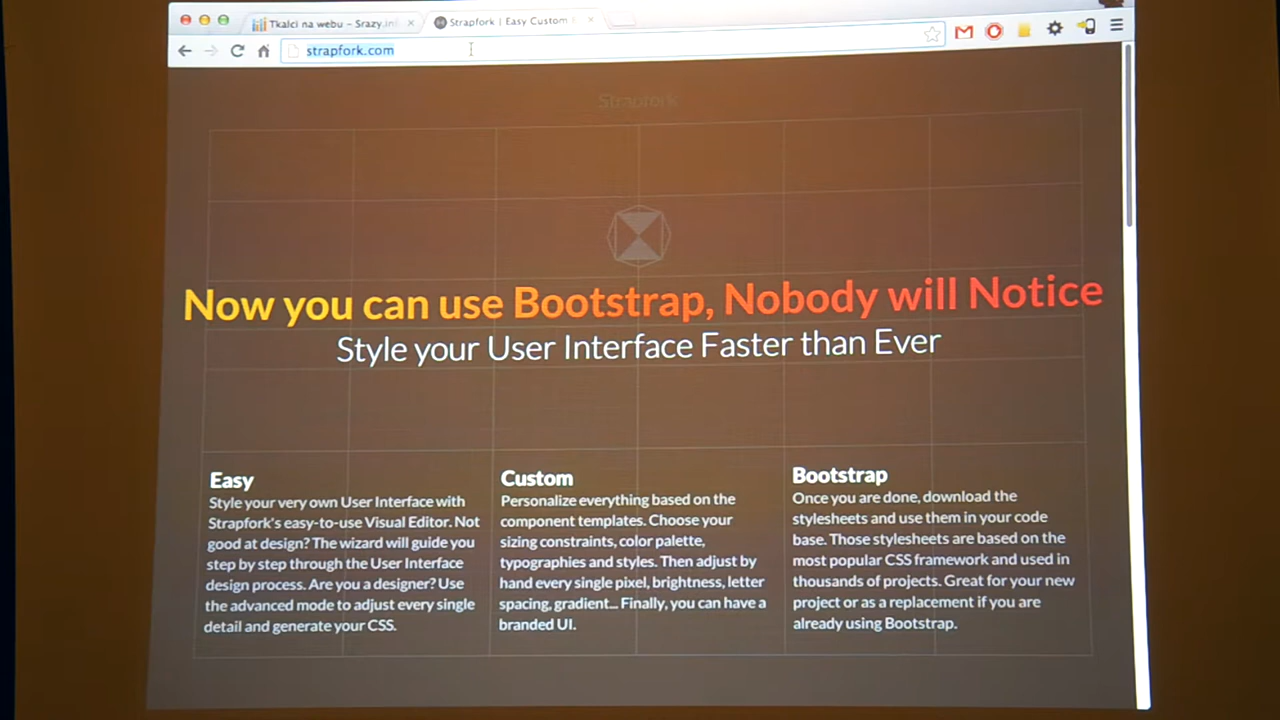 Tkalci na webu – Srazy.in
Strapfork | Easy Custom
strapfork.com
Strapfork
Now you can use Bootstrap, Nobody will Notice
Style your User Interface Faster than Ever
Easy
Style your very own User Interface with
Strapfork's easy-to-use Visual Editor. Not
good at design? The wizard will guide you
step by step through the User Interface
design process. Are you a designer? Use
the advanced mode to adjust every single
detail and generate your CSS.
Custom
Personalize everything based on the
component templates. Choose your
sizing constraints, color palette,
typographies and styles. Then adjust by
hand every single pixel, brightness, letter
spacing, gradient... Finally, you can have a
branded UI.
Bootstrap
Once you are done, download the
stylesheets and use them in your code
base. Those stylesheets are based on the
most popular CSS framework and used in
thousands of projects. Great for your new
project or as a replacement if you are
already using Bootstrap.